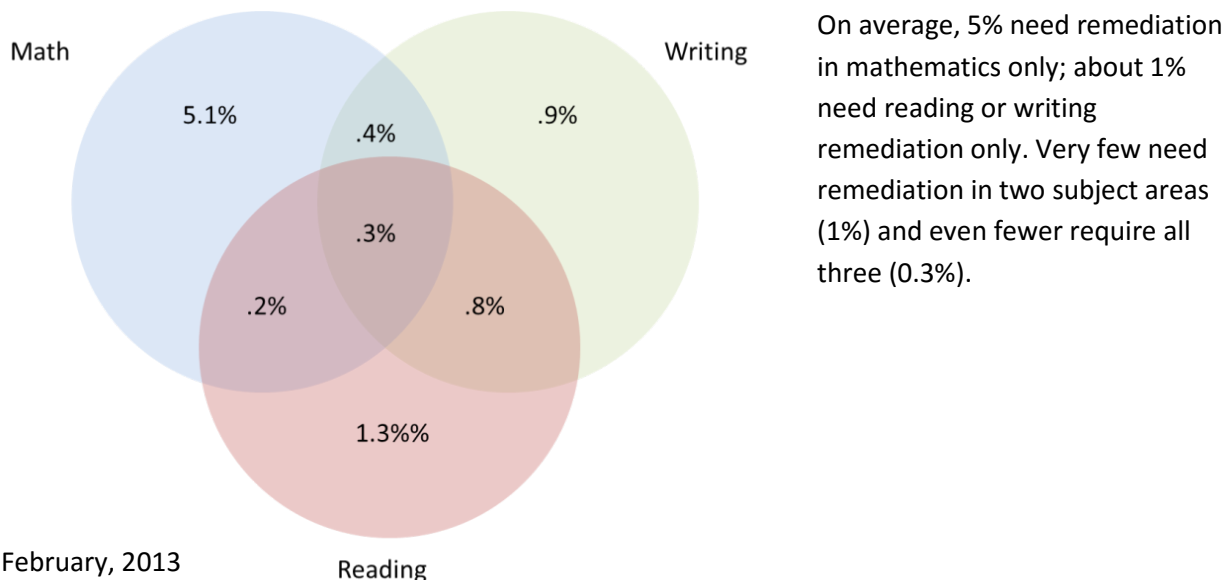 Math
Writing
5.1%
.4%
.9%
.3%
.2%
.8%
1.3%%
Reading
February, 2013
On average, 5% need remediation
in mathematics only; about 1%
need reading or writing
remediation only. Very few need
remediation in two subject areas
(1%) and even fewer require all
three (0.3%).